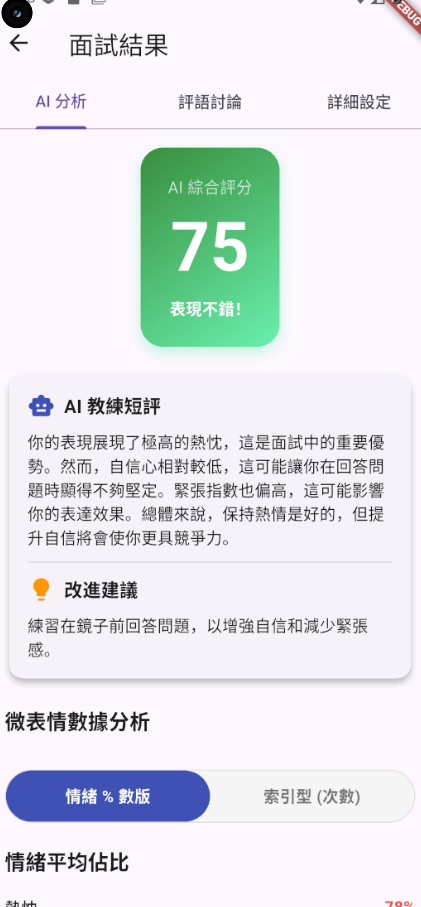 面試結果
AI 分析
評語討論
詳細設定
AI 綜合評分
75
表現不錯!
AI 教練短評
你的表現展現了極高的熱忱，這是面試中的重要優
勢。然而，自信心相對較低，這可能讓你在回答問
題時顯得不夠堅定。緊張指數也偏高，這可能影響
你的表達效果。總體來說，保持熱情是好的，但提
升自信將會使你更具競爭力。
改進建議
練習在鏡子前回答問題，以增強自信和減少緊張
感。
微表情數據分析
情緒 % 數版
索引型 (次數)
情緒平均佔比
熱忱
78%